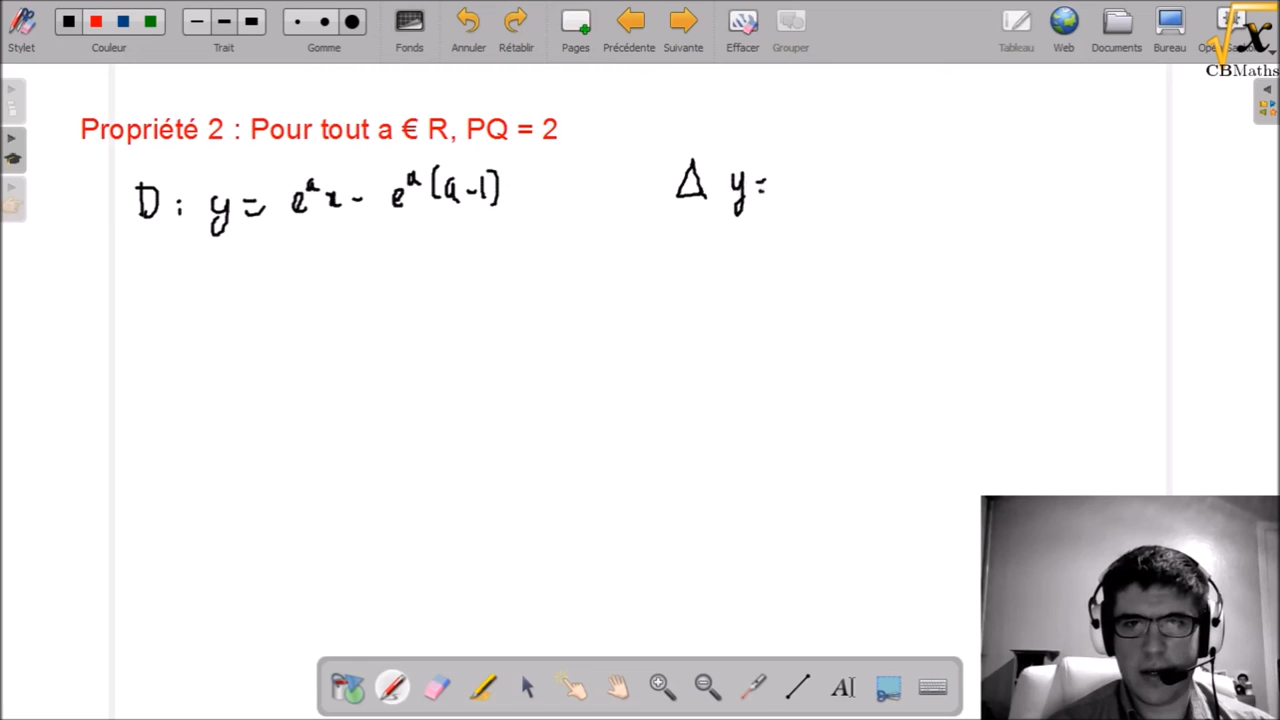 Stylet
Couleur
Trait
Gomme
Fonds
Annuler
Rétablir
Pages
Précédente
Suivante
Effacer
Grouper
Tableau
Web
Documents
Bureau
CBMaths
Propriété 2 : Pour tout a € R, PQ = 2
D : y = e^a x - e^a (a-1)
Δ y =